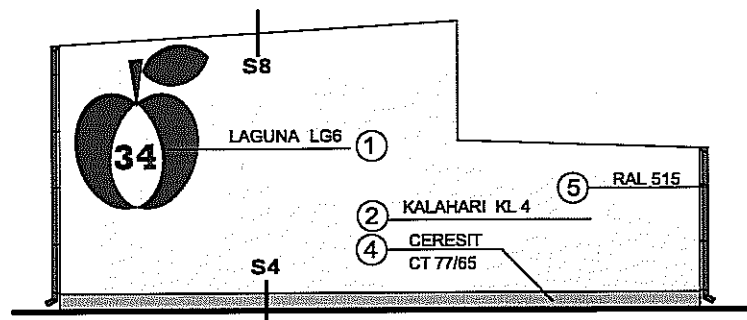 S8
34
LAGUNA LG6 1
5 RAL 515
2 KALAHARI KL 4
4 CERESIT
CT 77/65
S4